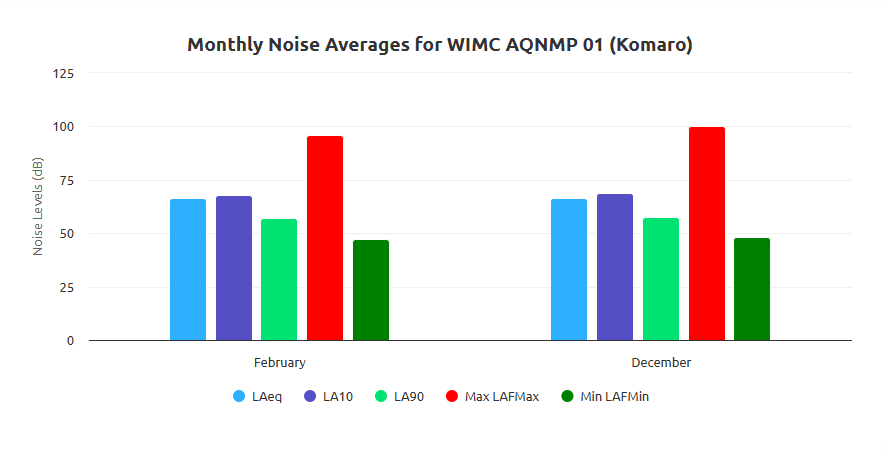 Monthly Noise Averages for WIMC AQNMP 01 (Komaro)
125
100
75
50
25
0
Noise Levels (dB)
February December
LAeq LA10 LA90 Max LAFMax Min LAFMin